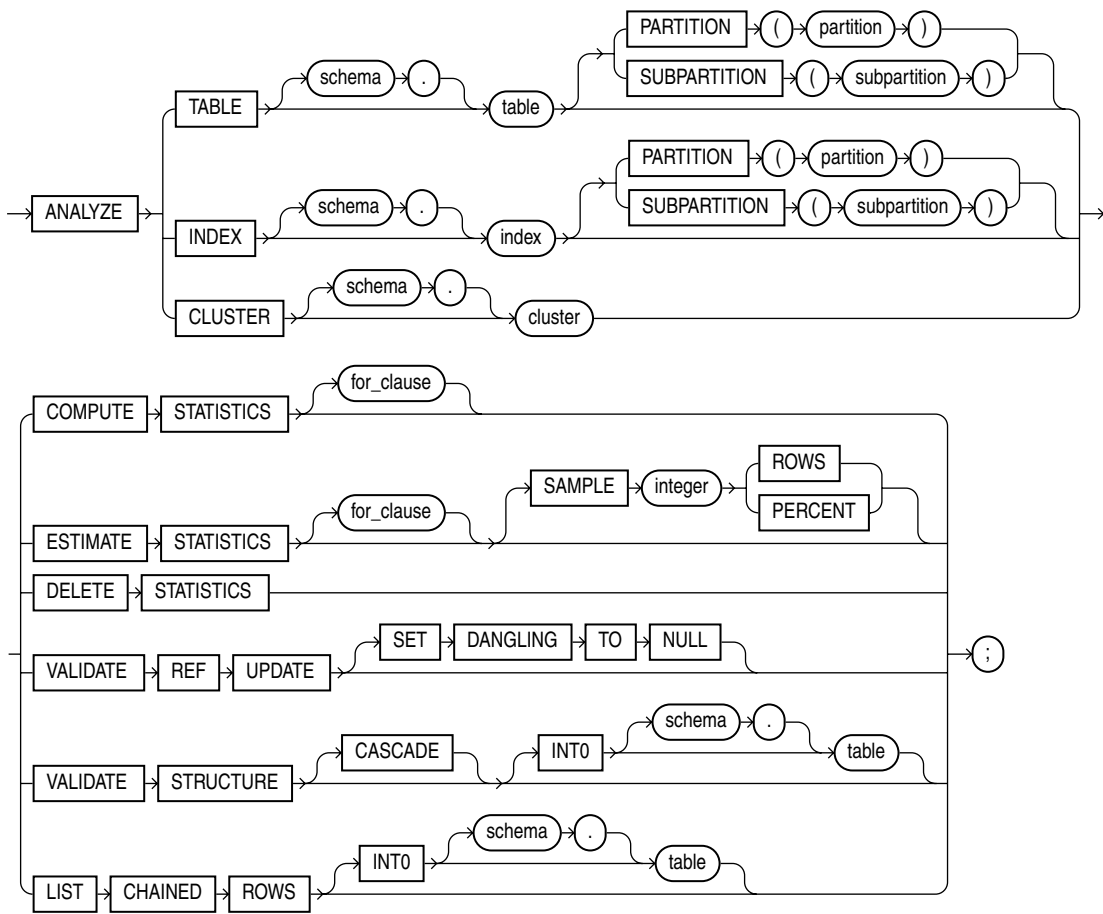 PARTITION ( partition )
schema . SUBPARTITION ( subpartition )
TABLE table
PARTITION ( partition )
ANALYZE schema . SUBPARTITION ( subpartition )
INDEX index
schema .
CLUSTER cluster
for_clause
COMPUTE STATISTICS
ROWS
SAMPLE integer
for_clause PERCENT
ESTIMATE STATISTICS
DELETE STATISTICS
SET DANGLING TO NULL
VALIDATE REF UPDATE ;
schema .
CASCADE INT0 table
VALIDATE STRUCTURE
schema .
INT0 table
LIST CHAINED ROWS